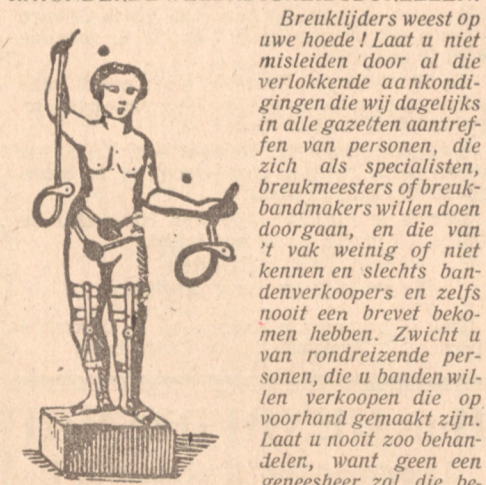 Breuklijders weest op
uwe hoede! Laat u niet
misleiden door al die
verlokkende aankondi-
gingen die wij dagelijks
in alle gazetten aantref-
fen van personen, die
zich als specialisten,
breukmeesters of breuk-
bandmakers willen doen
doorgaan, en die van
't vak weinig of niet
kennen en slechts ban-
denverkoopers en zelfs
nooit een brevet beko-
men hebben. Zwicht u
van rondreizende per-
sonen, die u banden wil-
len verkoopen die op
voorhand gemaakt zijn.
Laat u nooit zoo behan-
delen, want geen een
geneesheer zal die be-